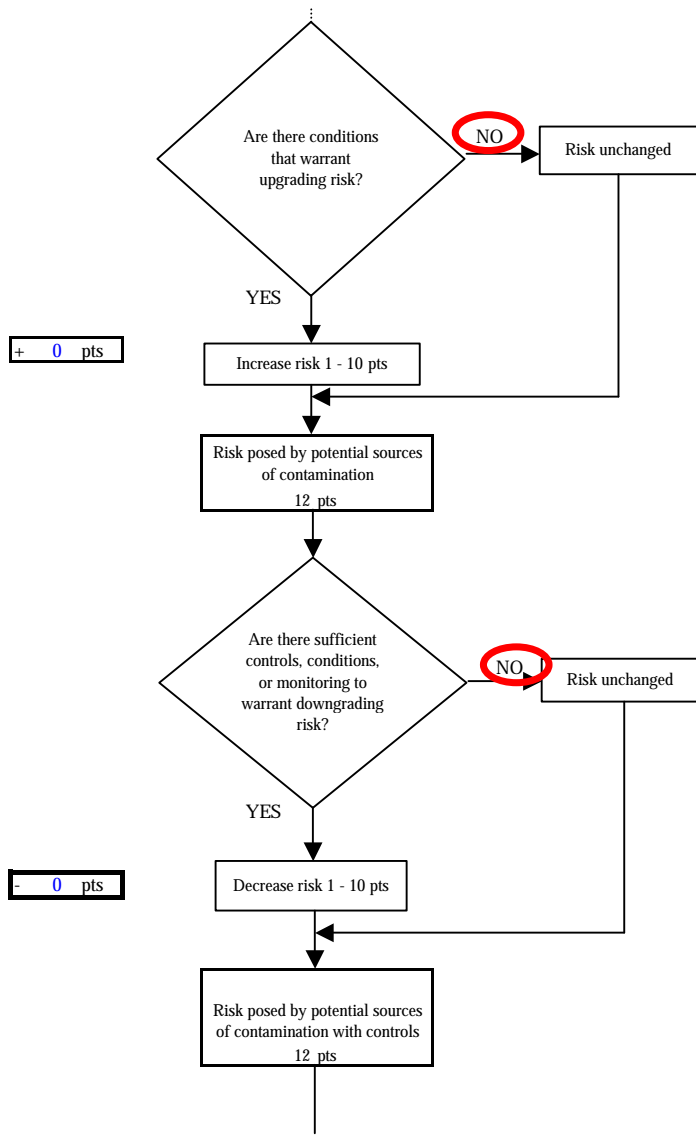 Are there conditions
that warrant
upgrading risk?
NO
Risk unchanged
YES
+ 0 pts
Increase risk 1 - 10 pts
Risk posed by potential sources
of contamination
12 pts
Are there sufficient
controls, conditions,
or monitoring to
warrant downgrading
risk?
NO
Risk unchanged
YES
- 0 pts
Decrease risk 1 - 10 pts
Risk posed by potential sources
of contamination with controls
12 pts